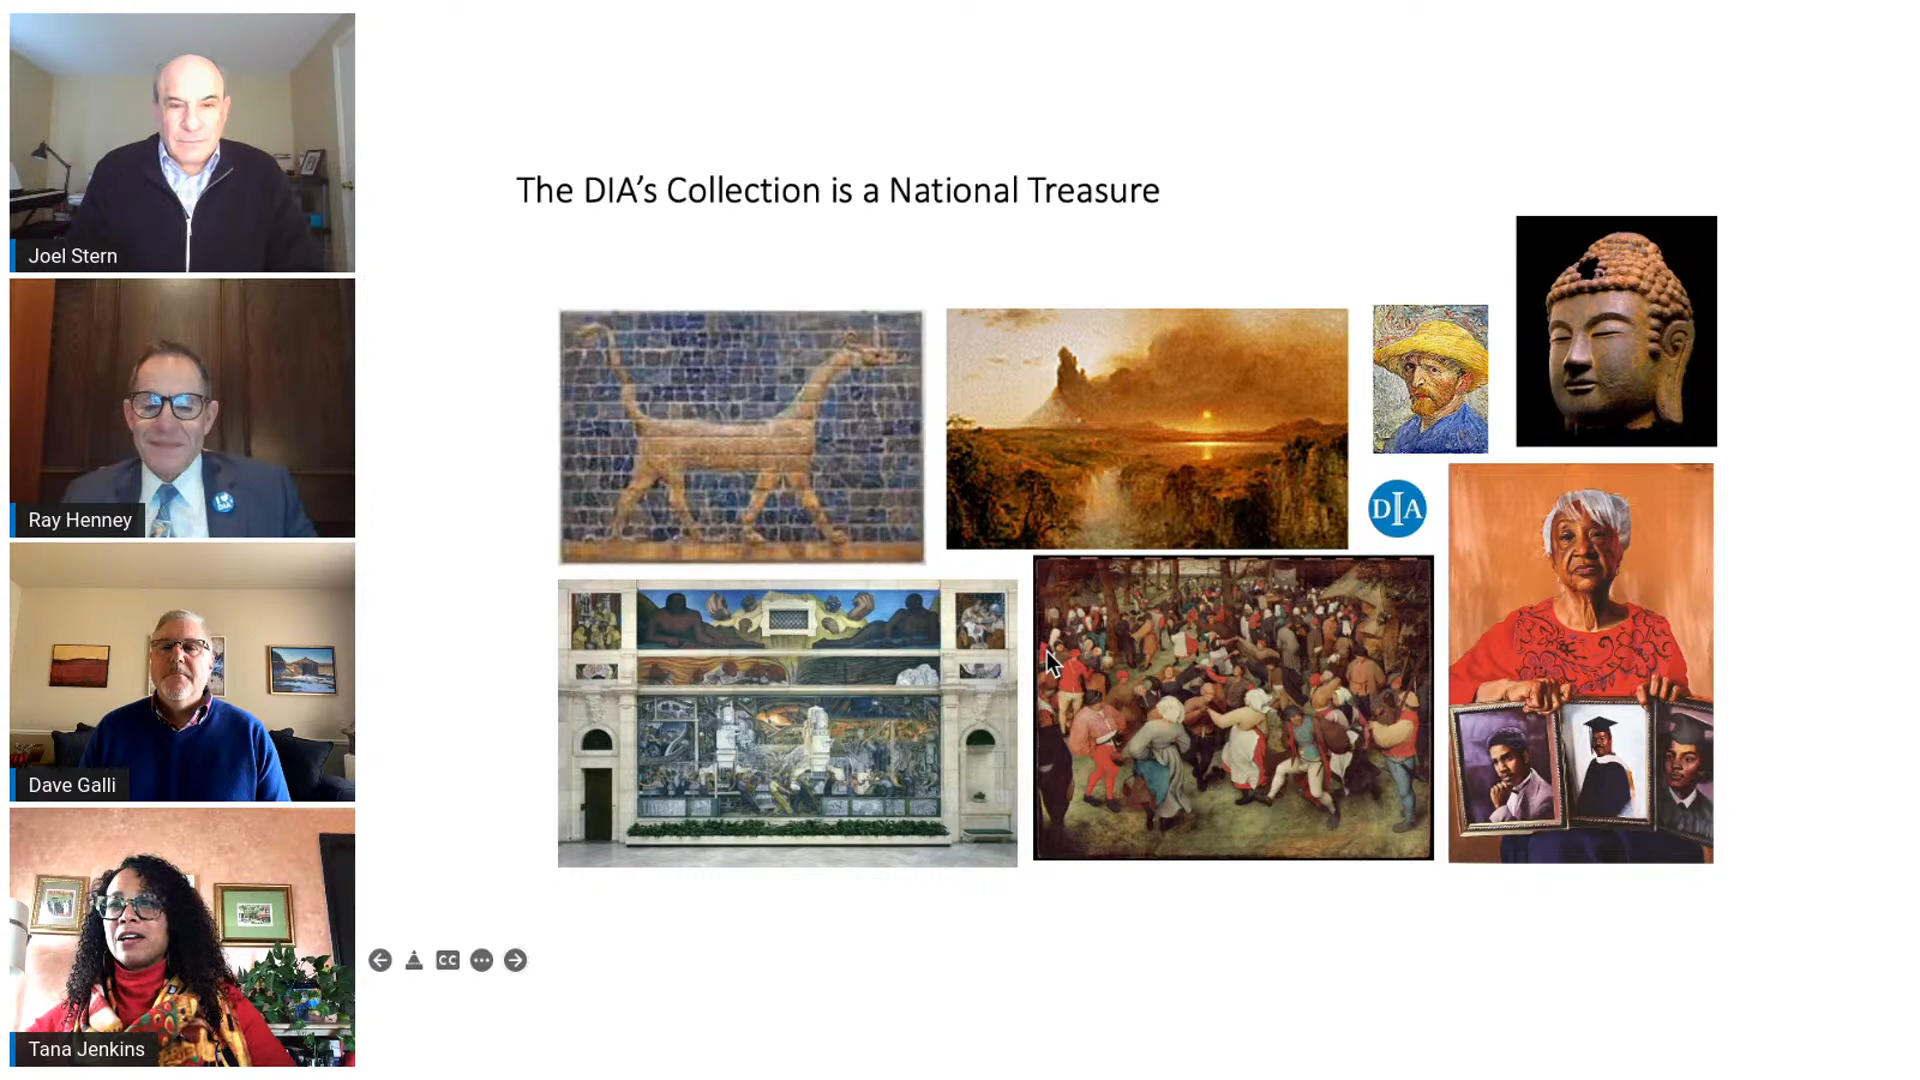 Joel Stern
Ray Henney
Dave Galli
Tana Jenkins
The DIA's Collection is a National Treasure
DIA
CC